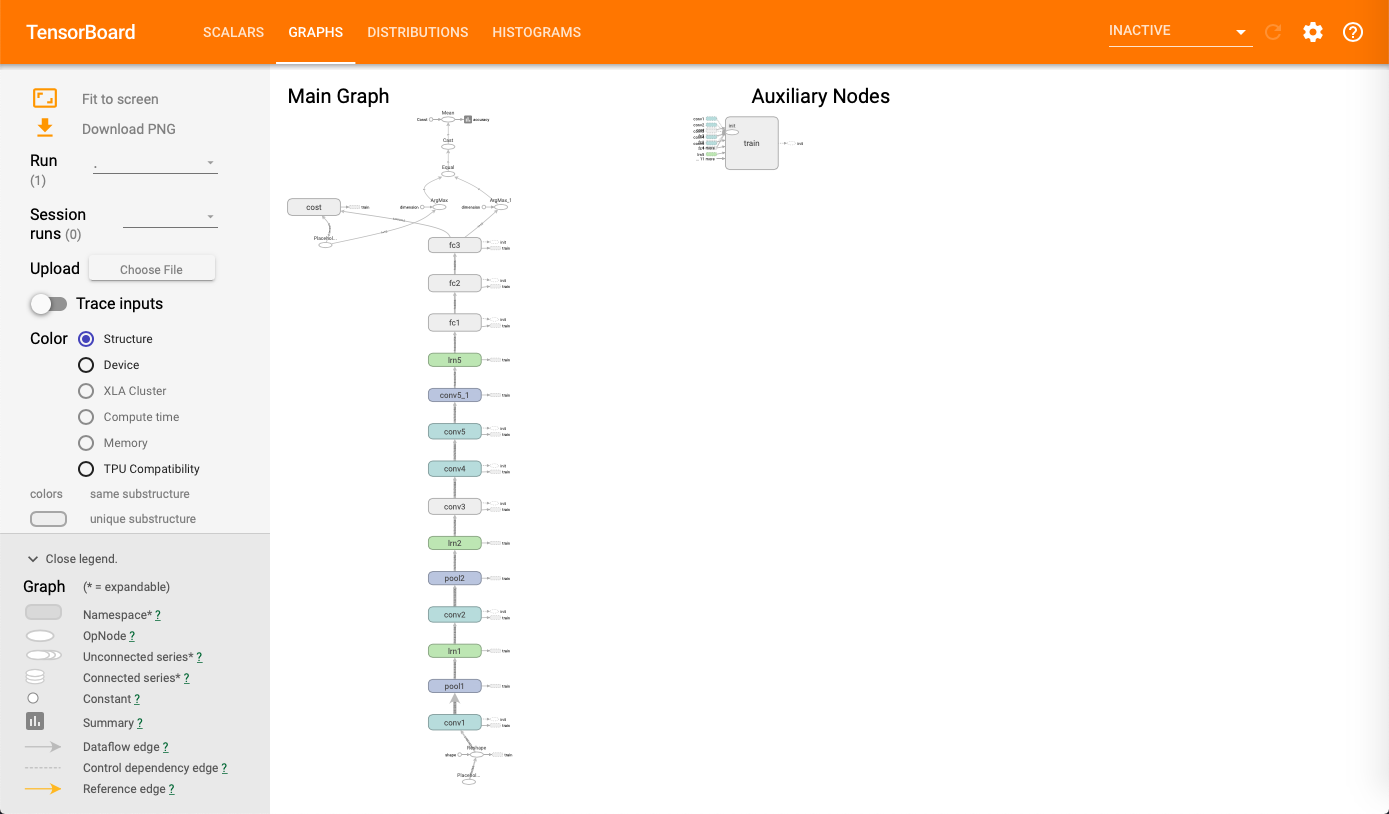 TensorBoard
SCALARS
GRAPHS
DISTRIBUTIONS
HISTOGRAMS
INACTIVE
Fit to screen
Download PNG
Run
(1)
.
Session
runs (0)
Upload
Choose File
Trace inputs
Color
Structure
Device
XLA Cluster
Compute time
Memory
TPU Compatibility
colors
same substructure
unique substructure
Close legend.
Graph
(* = expandable)
Namespace* ?
OpNode ?
Unconnected series* ?
Connected series* ?
Constant ?
Summary ?
Dataflow edge ?
Control dependency edge ?
Reference edge ?
Main Graph
Mean
Const
accuracy
Cast
Equal
ArgMax
dimension
ArgMax_1
dimension
cost
train
Placehol...
fc3
init
train
fc2
init
train
fc1
init
train
lrn5
train
conv5_1
train
conv5
init
train
conv4
init
train
conv3
init
train
lrn2
train
pool2
train
conv2
init
train
lrn1
train
pool1
train
conv1
init
train
Reshape
shape
train
Placehol...
Auxiliary Nodes
conv1
conv2
init
train
init
lrn5
... 11 more